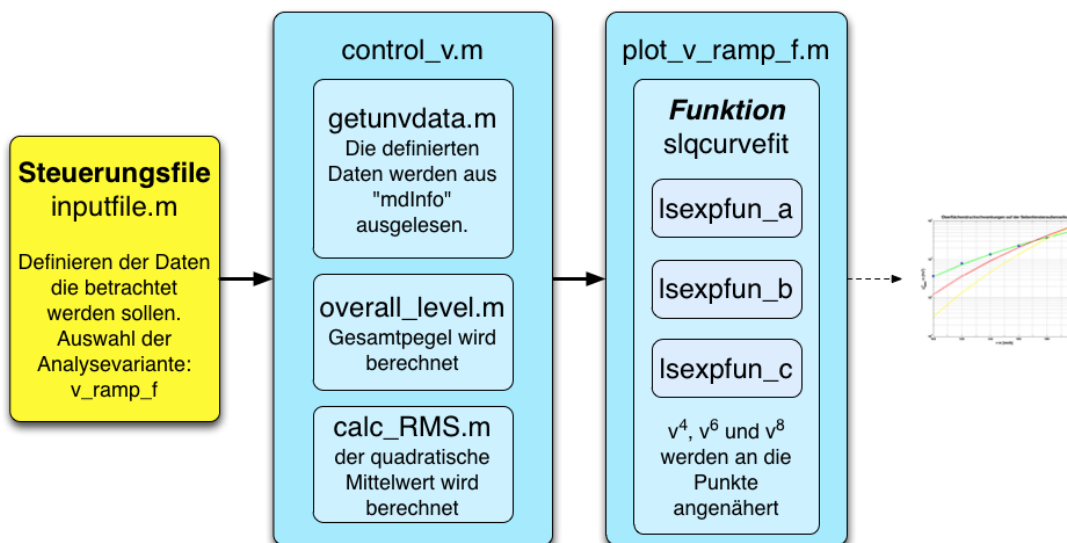 Steuerungsfile
inputfile.m
Definieren der Daten
die betrachtet
werden sollen.
Auswahl der
Analysevariante:
v_ramp_f
control_v.m
getunvdata.m
Die definierten
Daten werden aus
"mdInfo"
ausgelesen.
overall_level.m
Gesamtpegel wird
berechnet
calc_RMS.m
der quadratische
Mittelwert wird
berechnet
plot_v_ramp_f.m
Funktion
slqcurvefit
lsexpfun_a
lsexpfun_b
lsexpfun_c
v⁴, v⁶ und v⁸
werden an die
Punkte
angenähert